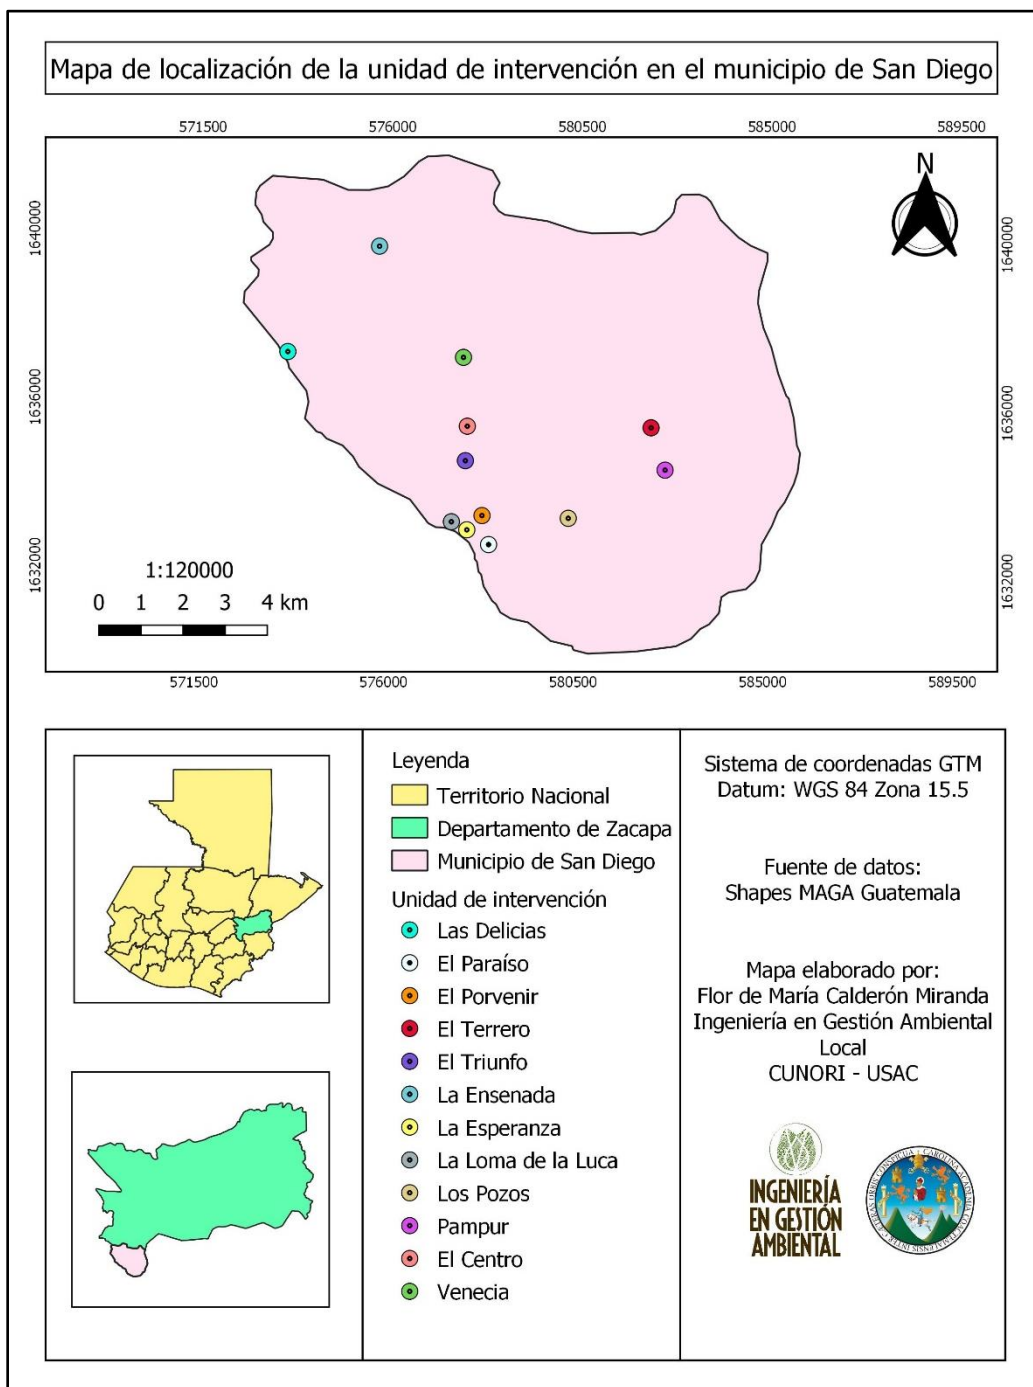 Mapa de localización de la unidad de intervención en el municipio de San Diego
571500 576000 580500 585000 589500
N
1640000 1640000
1636000 1636000
1632000 1632000
1:120000
0 1 2 3 4 km
571500 576000 580500 585000 589500
Leyenda
Territorio Nacional
Departamento de Zacapa
Municipio de San Diego
Unidad de intervención
Las Delicias
El Paraíso
El Porvenir
El Terrero
El Triunfo
La Ensenada
La Esperanza
La Loma de la Luca
Los Pozos
Pampur
El Centro
Venecia
Sistema de coordenadas GTM
Datum: WGS 84 Zona 15.5
Fuente de datos:
Shapes MAGA Guatemala
Mapa elaborado por:
Flor de María Calderón Miranda
Ingeniería en Gestión Ambiental
Local
CUNORI - USAC
INGENIERÍA
EN GESTIÓN
AMBIENTAL